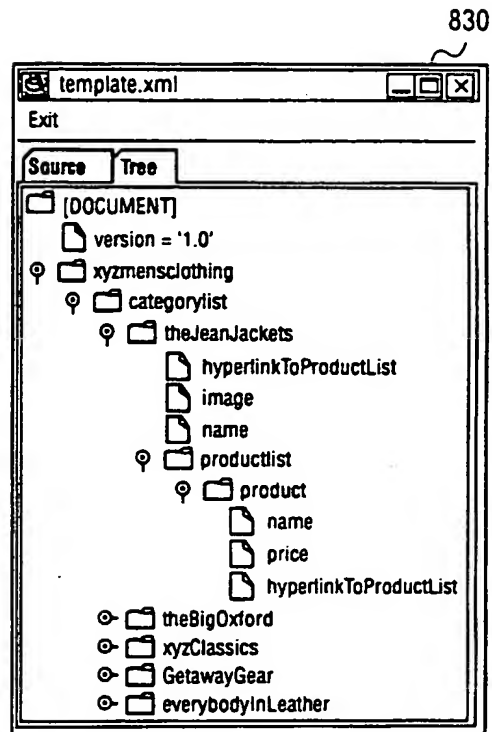 830
template.xml
Exit
Source Tree
[DOCUMENT]
version = '1.0'
xyzmensclothing
categorylist
theJeanJackets
hyperlinkToProductList
image
name
productlist
product
name
price
hyperlinkToProductList
theBigOxford
xyzClassics
GetawayGear
everybodyInLeather